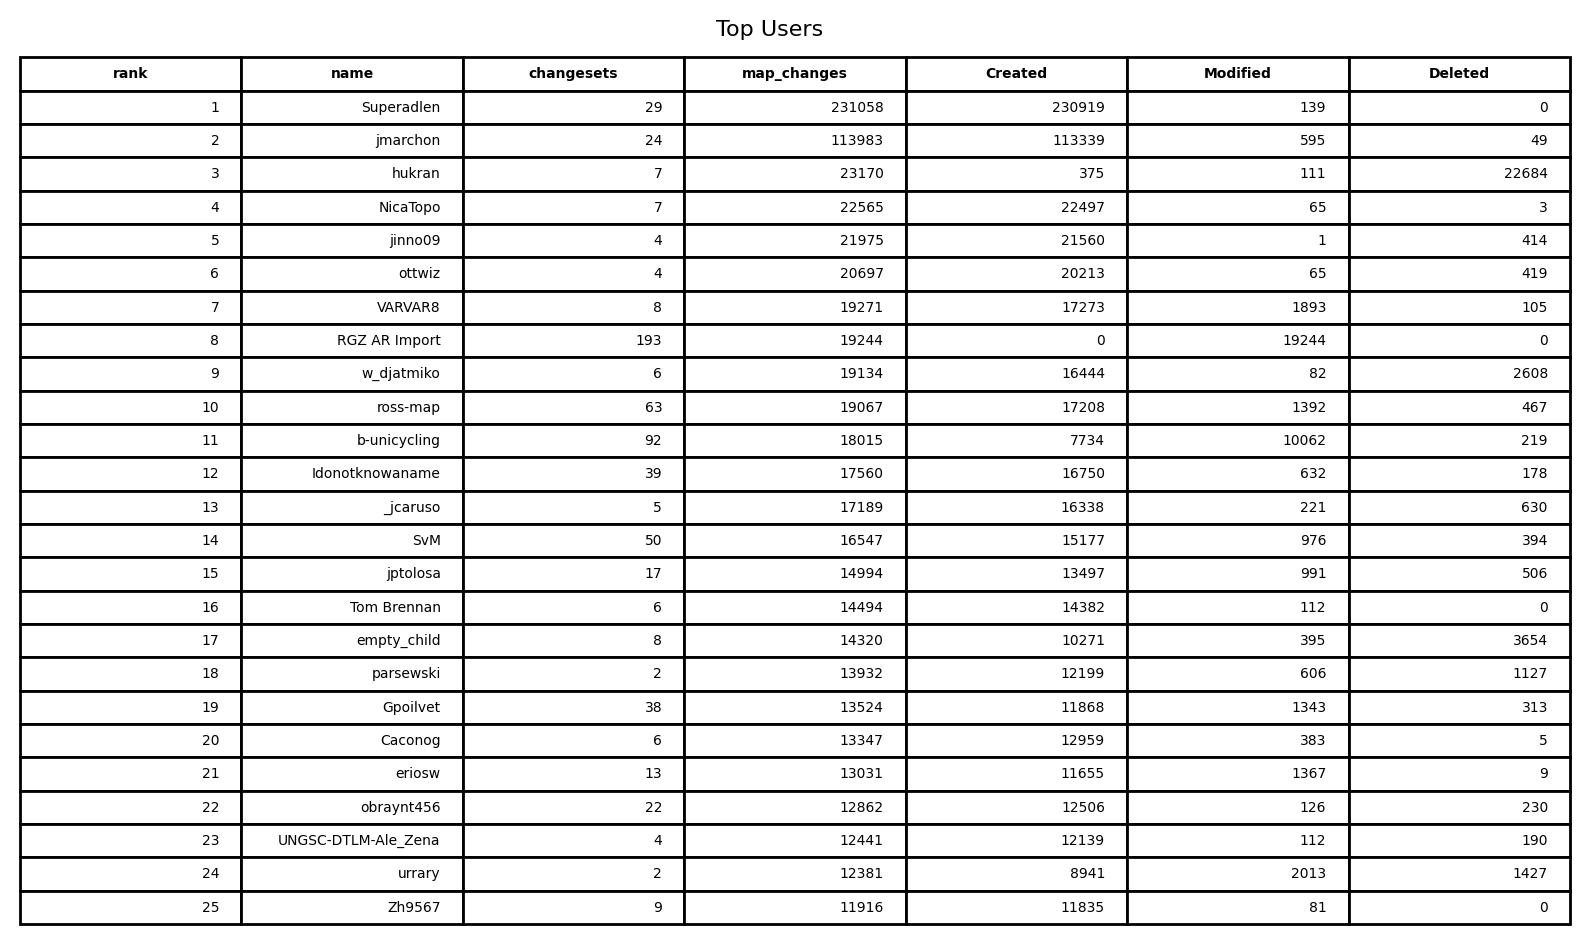 Top Users
rank name changesets map_changes Created Modified Deleted
1 Superadlen 29 231058 230919 139 0
2 jmarchon 24 113983 113339 595 49
3 hukran 7 23170 375 111 22684
4 NicaTopo 7 22565 22497 65 3
5 jinno09 4 21975 21560 1 414
6 ottwiz 4 20697 20213 65 419
7 VARVAR8 8 19271 17273 1893 105
8 RGZ AR Import 193 19244 0 19244 0
9 w_djatmiko 6 19134 16444 82 2608
10 ross-map 63 19067 17208 1392 467
11 b-unicycling 92 18015 7734 10062 219
12 Idonotknowaname 39 17560 16750 632 178
13 _jcaruso 5 17189 16338 221 630
14 SvM 50 16547 15177 976 394
15 jptolosa 17 14994 13497 991 506
16 Tom Brennan 6 14494 14382 112 0
17 empty_child 8 14320 10271 395 3654
18 parsewski 2 13932 12199 606 1127
19 Gpoilvet 38 13524 11868 1343 313
20 Caconog 6 13347 12959 383 5
21 eriosw 13 13031 11655 1367 9
22 obraynt456 22 12862 12506 126 230
23 UNGSC-DTLM-Ale_Zena 4 12441 12139 112 190
24 urrary 2 12381 8941 2013 1427
25 Zh9567 9 11916 11835 81 0